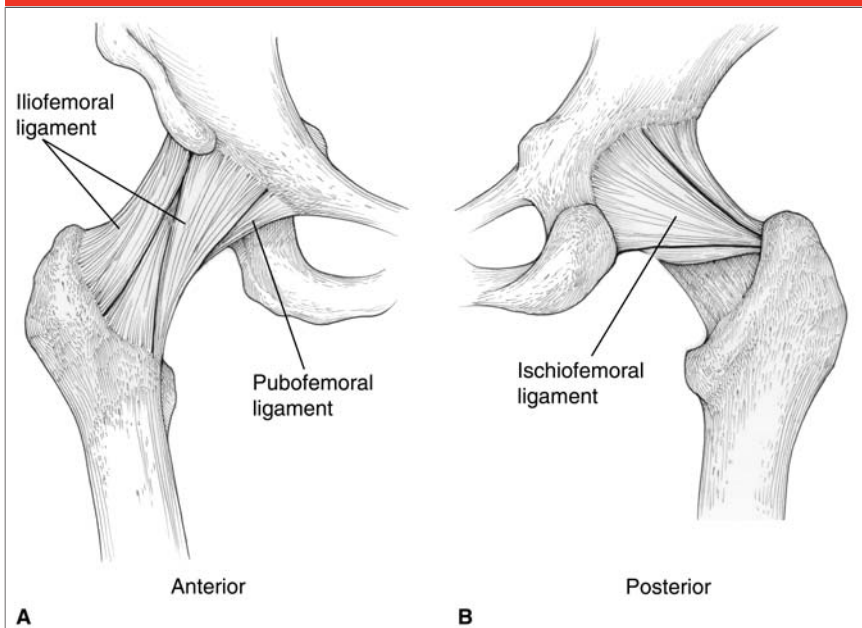 Iliofemoral
ligament
Pubofemoral
ligament
Ischiofemoral
ligament
Anterior
Posterior
A
B